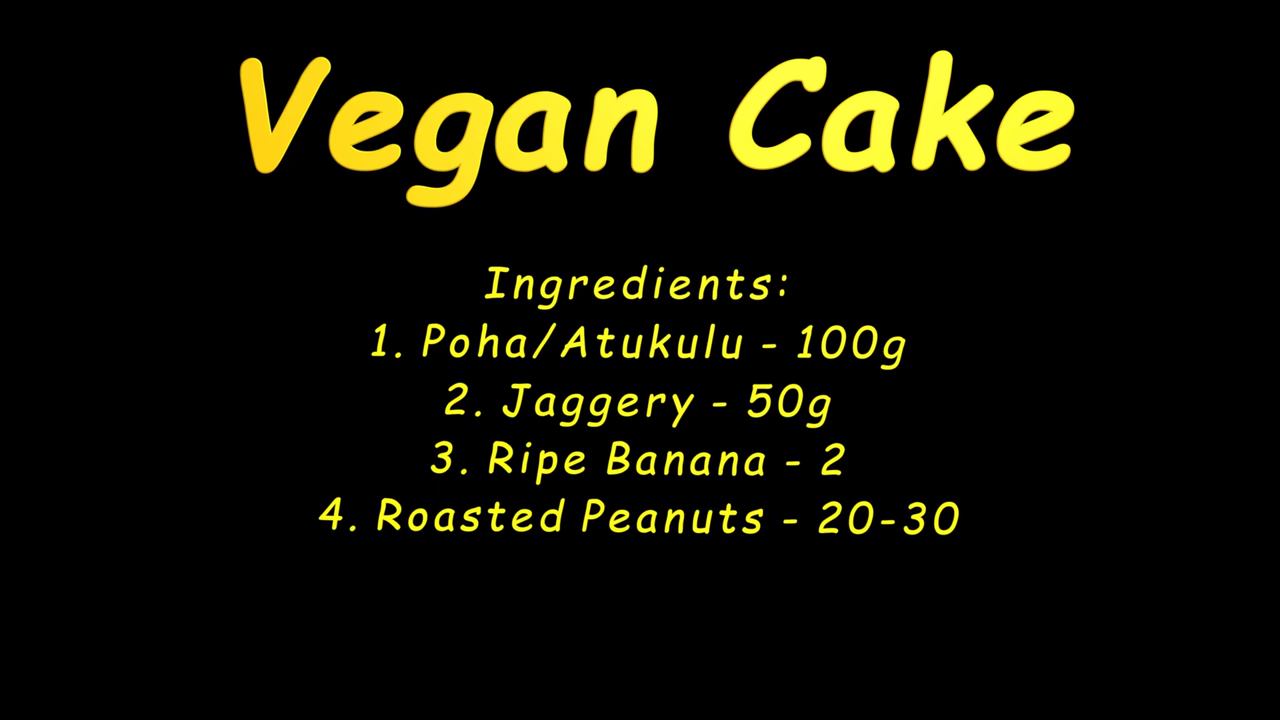 Vegan Cake
Ingredients:
1. Poha/Atukulu - 100g
2. Jaggery - 50g
3. Ripe Banana - 2
4. Roasted Peanuts - 20-30